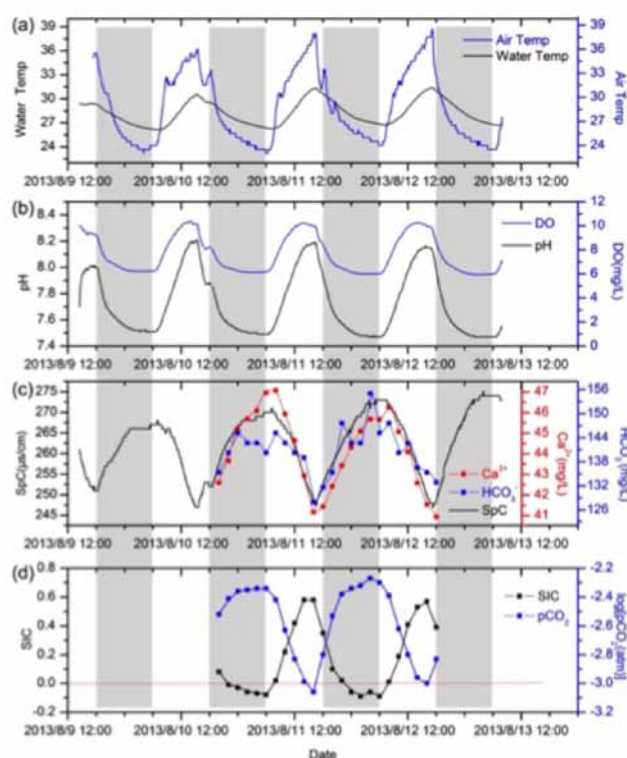 (a)
39
36
33
30
27
24
Water Temp
Air Temp
Water Temp
39
36
33
30
27
24
Air Temp
2013/8/9 12:00 2013/8/10 12:00 2013/8/11 12:00 2013/8/12 12:00 2013/8/13 12:00
(b)
8.4
8.2
8.0
7.8
7.6
7.4
pH
DO
pH
12
10
8
6
4
2
0
DO(mg/L)
2013/8/9 12:00 2013/8/10 12:00 2013/8/11 12:00 2013/8/12 12:00 2013/8/13 12:00
(c)
275
270
265
260
255
250
245
SpC(μs/cm)
Ca²⁺
HCO₃⁻
SpC
47
46
45
44
43
42
41
Ca²⁺(mg/L)
156
150
144
138
132
126
HCO₃⁻(mg/L)
2013/8/9 12:00 2013/8/10 12:00 2013/8/11 12:00 2013/8/12 12:00 2013/8/13 12:00
(d)
0.8
0.6
0.4
0.2
0.0
-0.2
SIC
SIC
pCO₂
-2.2
-2.4
-2.6
-2.8
-3.0
-3.2
log[pCO₂(atm)]
2013/8/9 12:00 2013/8/10 12:00 2013/8/11 12:00 2013/8/12 12:00 2013/8/13 12:00
Date